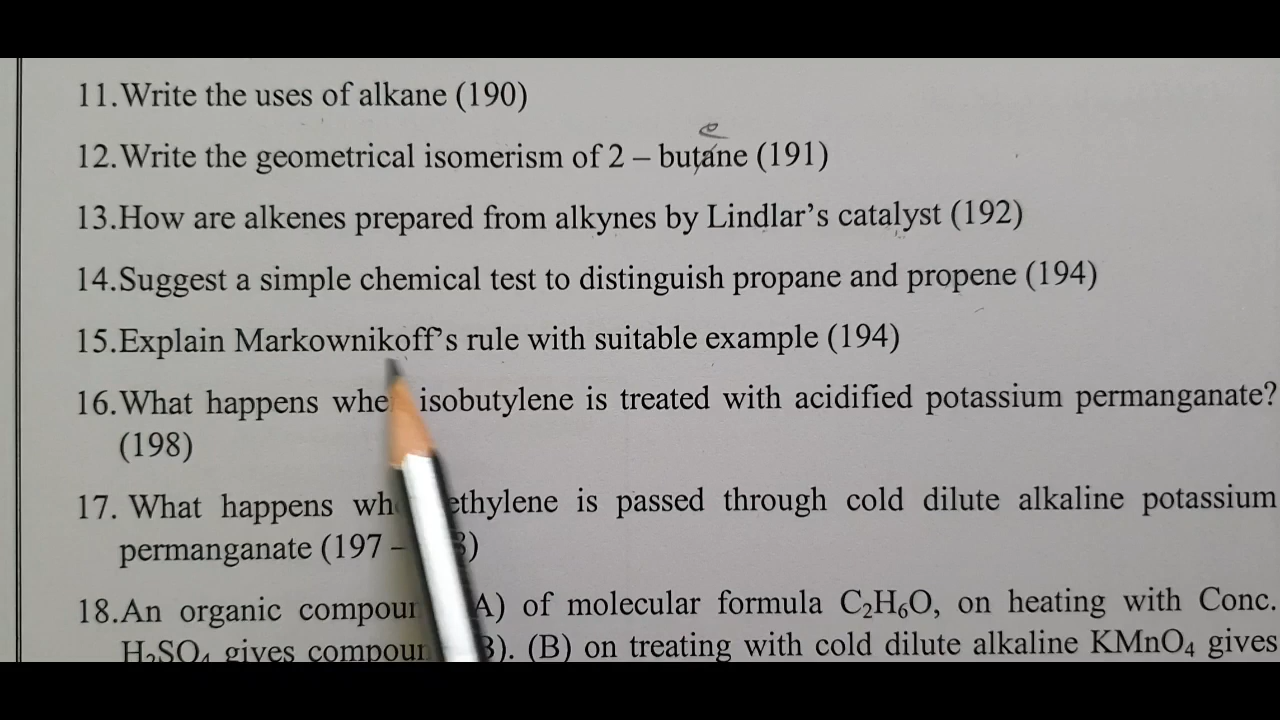 11.Write the uses of alkane (190)
e
12.Write the geometrical isomerism of 2 – butane (191)
13.How are alkenes prepared from alkynes by Lindlar’s catalyst (192)
14.Suggest a simple chemical test to distinguish propane and propene (194)
15.Explain Markownikoff’s rule with suitable example (194)
16.What happens whe isobutylene is treated with acidified potassium permanganate?
(198)
17. What happens wh ethylene is passed through cold dilute alkaline potassium
permanganate (197 – 8)
18.An organic compoun A) of molecular formula C₂H₆O, on heating with Conc.
H₂SO₄ gives compoun B). (B) on treating with cold dilute alkaline KMnO₄ gives